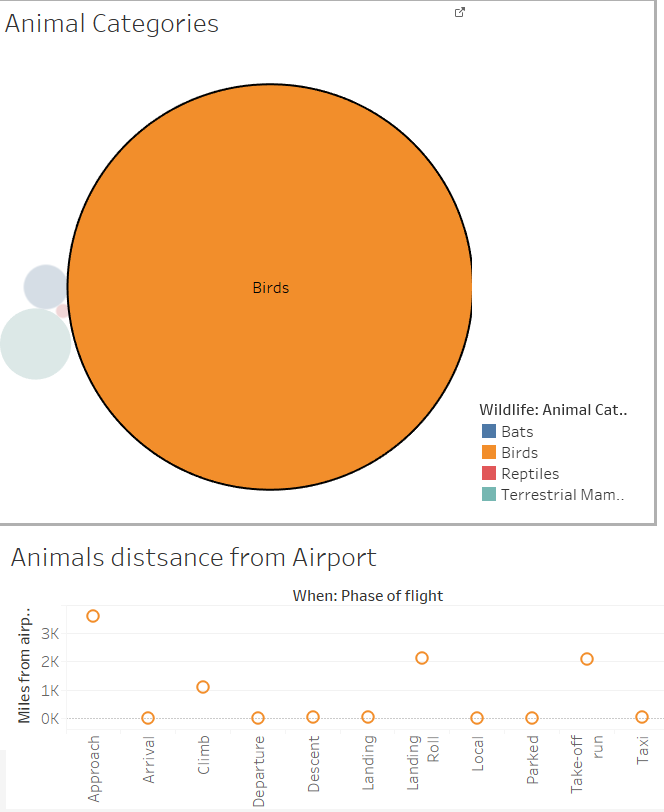 Animal Categories
Birds
Wildlife: Animal Cat..
Bats
Birds
Reptiles
Terrestrial Mam..
Animals distsance from Airport
When: Phase of flight
Miles from airp..
3K
2K
1K
0K
Approach
Arrival
Climb
Departure
Descent
Landing
Landing
Roll
Local
Parked
Take-off
run
Taxi